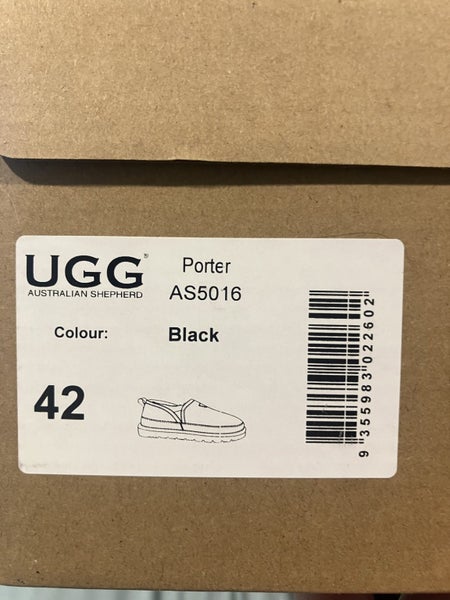 UGG®
AUSTRALIAN SHEPHERD
Porter
AS5016
Colour: Black
42
9 355983 022602